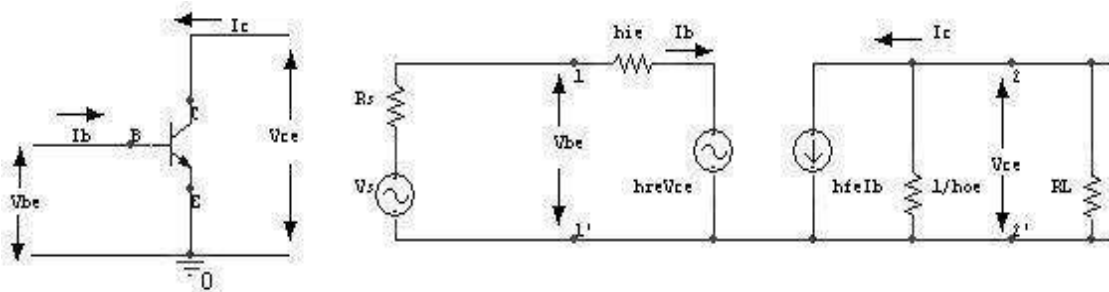 Ic
C
Ib
B
Vce
Vbe
E
0
hie
Ib
Ic
1
2
Rs
Vbe
Vce
Vs
hreVce
hfeIb
1/hoe
RL
1'
2'